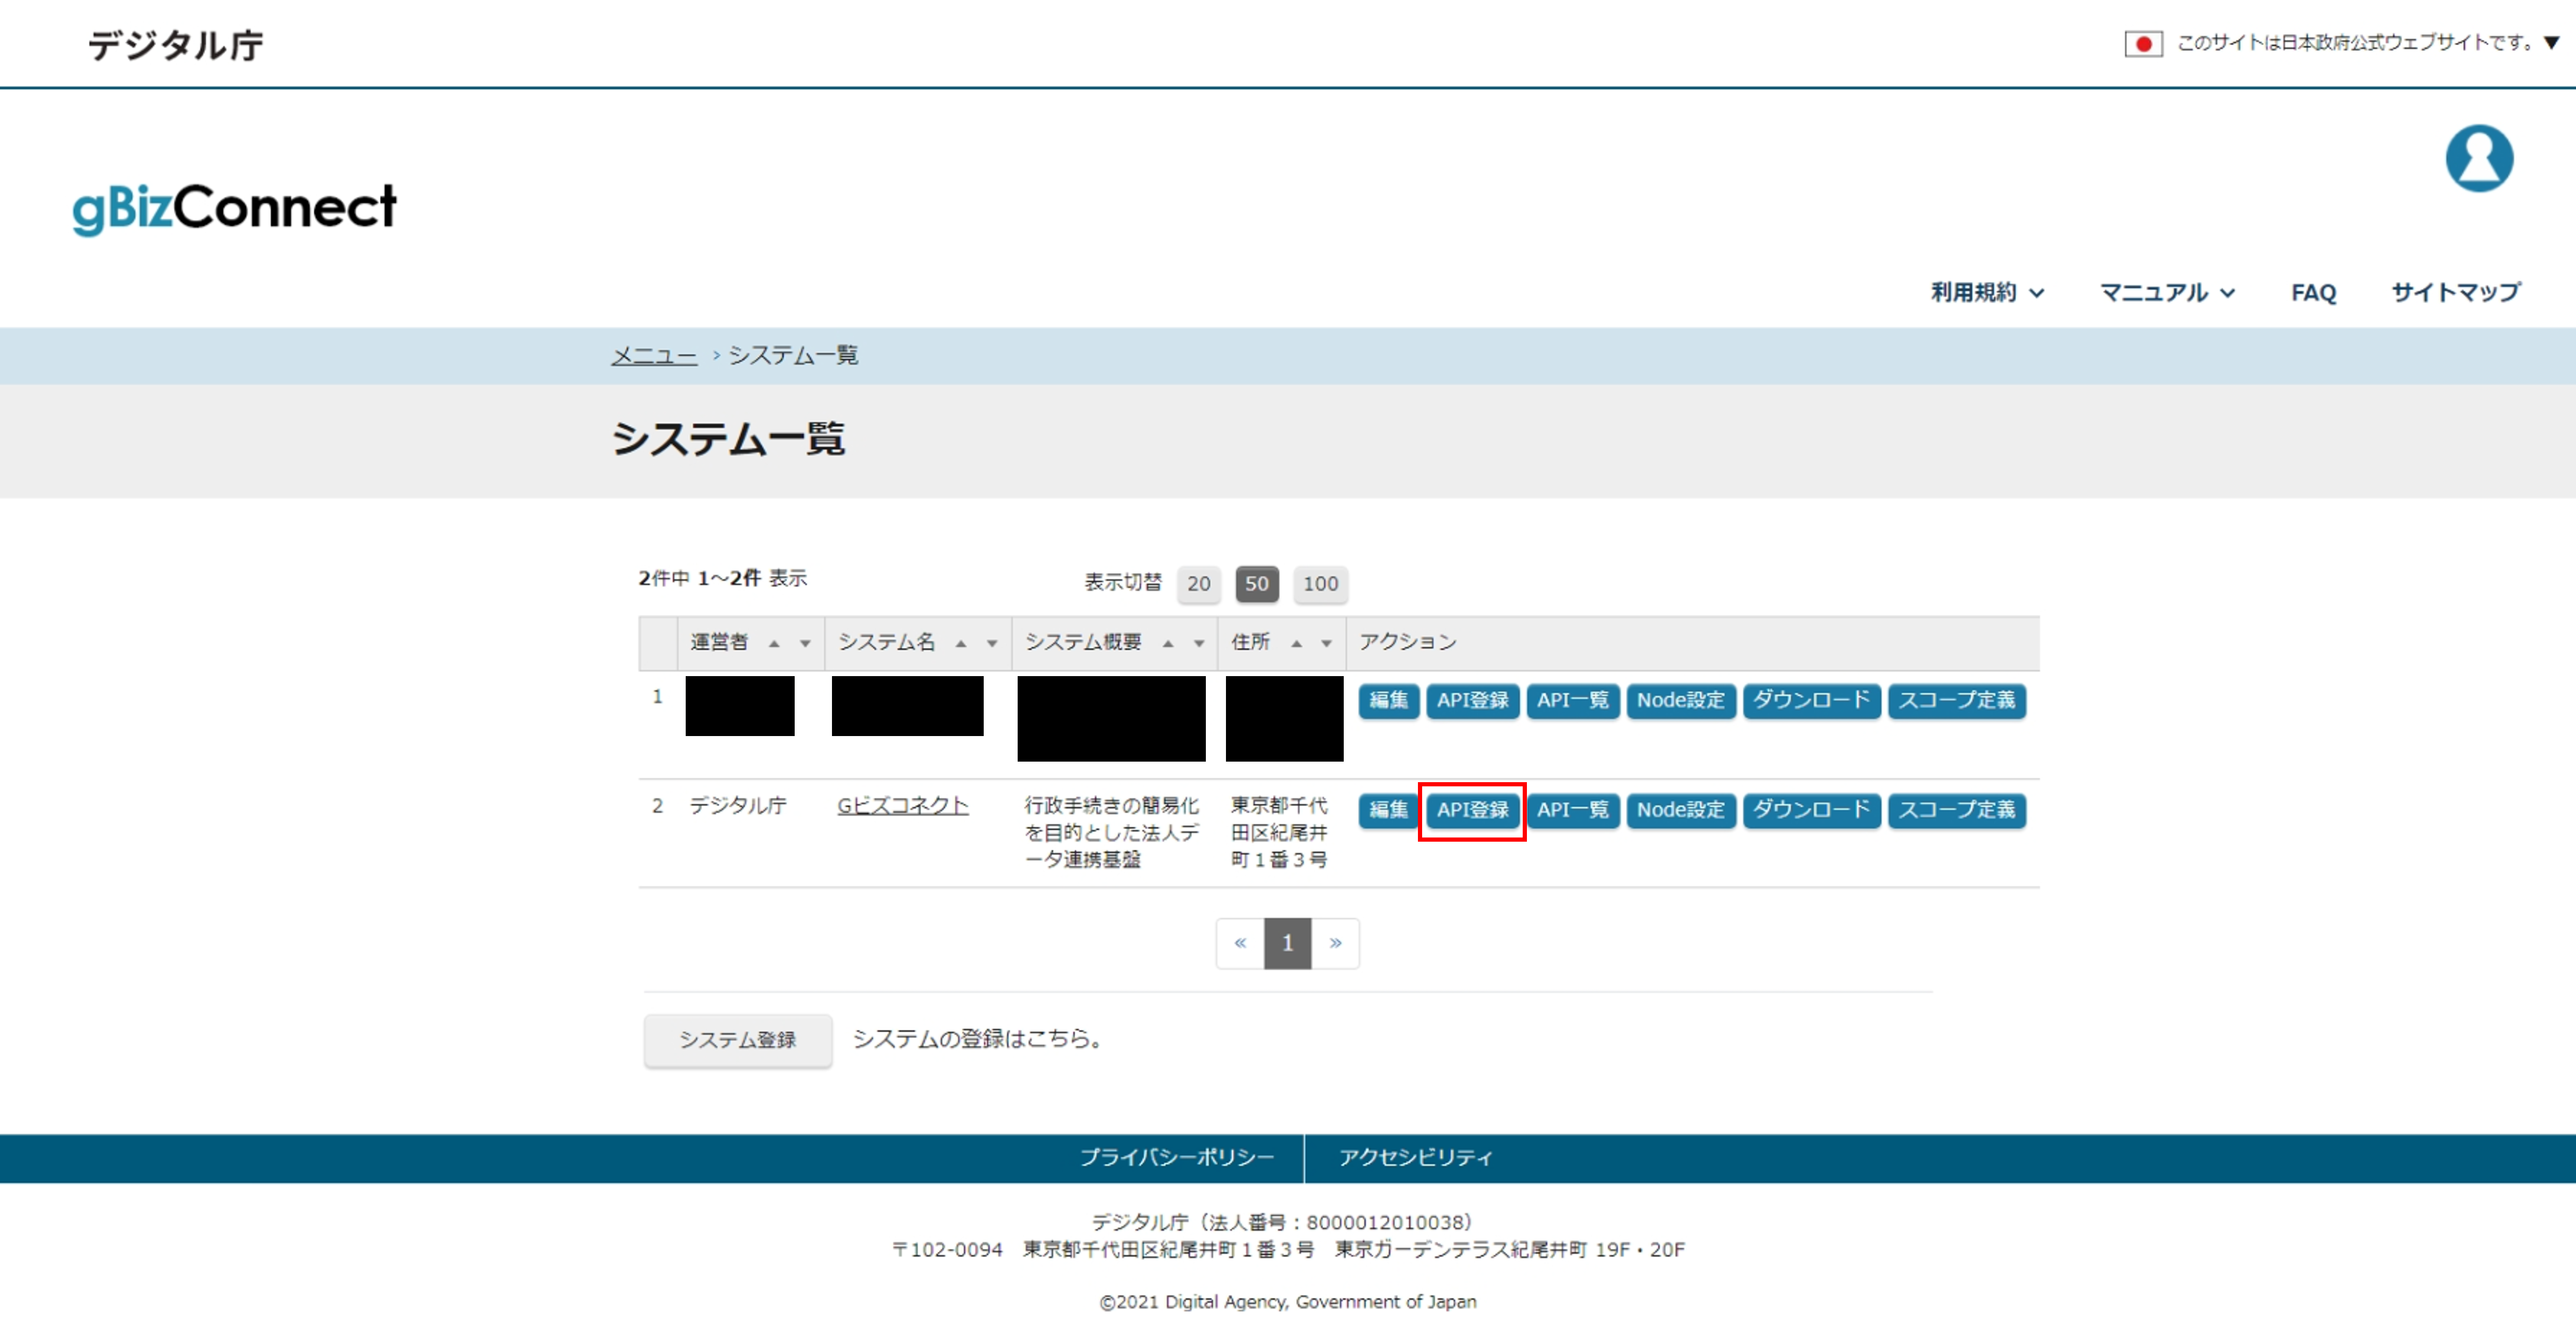 デジタル庁
このサイトは日本政府公式ウェブサイトです。▼
gBizConnect
利用規約 マニュアル FAQ サイトマップ
メニュー > システム一覧
システム一覧
2件中 1〜2件 表示 表示切替 20 50 100
運営者 ▲ ▼ システム名 ▲ ▼ システム概要 ▲ ▼ 住所 ▲ ▼ アクション
1 編集 API登録 API一覧 Node設定 ダウンロード スコープ定義
2 デジタル庁 Gビズコネクト 行政手続きの簡易化 東京都千代 編集 API登録 API一覧 Node設定 ダウンロード スコープ定義
を目的とした法人デ 田区紀尾井
ータ連携基盤 町１番３号
« 1 »
システム登録 システムの登録はこちら。
プライバシーポリシー アクセシビリティ
デジタル庁（法人番号：8000012010038）
〒102-0094 東京都千代田区紀尾井町１番３号 東京ガーデンテラス紀尾井町 19F・20F
©2021 Digital Agency, Government of Japan